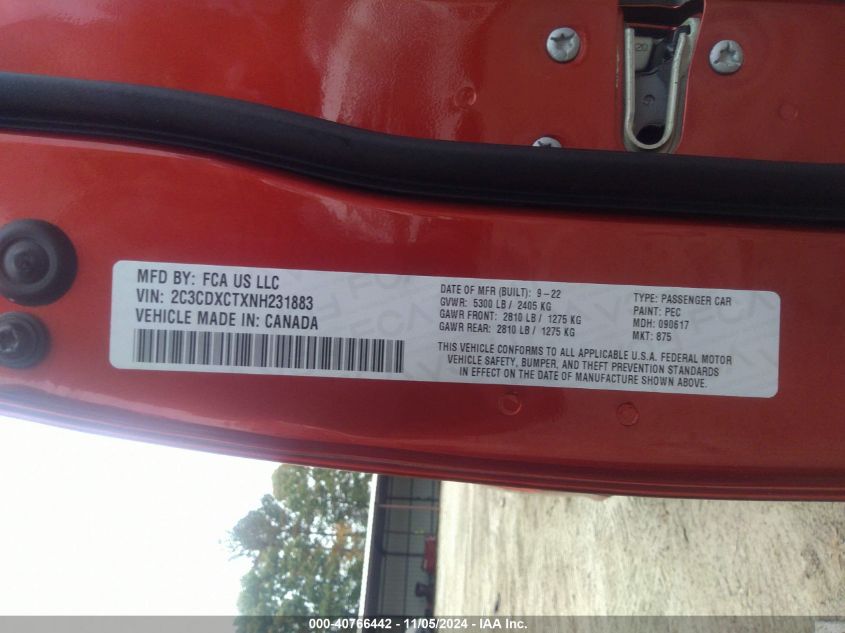 20
MFD BY: FCA US LLC
VIN: 2C3CDXCTXNH231883
VEHICLE MADE IN: CANADA
DATE OF MFR (BUILT): 9-22
GVWR: 5300 LB / 2405 KG
GAWR FRONT: 2810 LB / 1275 KG
GAWR REAR: 2810 LB / 1275 KG
TYPE: PASSENGER CAR
PAINT: PEC
MDH: 090617
MKT: 875
THIS VEHICLE CONFORMS TO ALL APPLICABLE U.S.A. FEDERAL MOTOR
VEHICLE SAFETY, BUMPER, AND THEFT PREVENTION STANDARDS
IN EFFECT ON THE DATE OF MANUFACTURE SHOWN ABOVE.
000-40766442 - 11/05/2024 - IAA Inc.